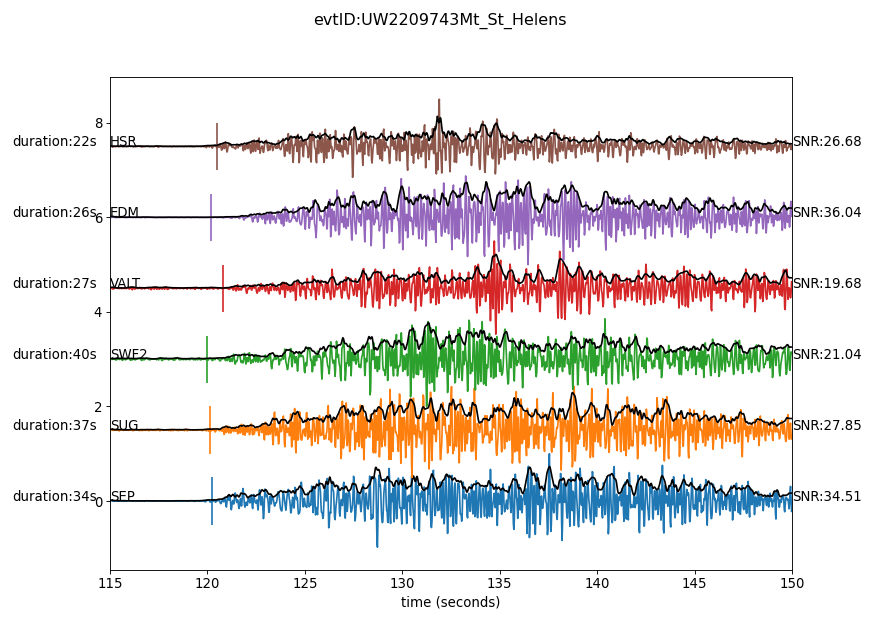 evtID:UW2209743Mt_St_Helens
8
duration:22s HSR SNR:26.68
duration:26s EDM SNR:36.04
6
duration:27s VALT SNR:19.68
4
duration:40s SWF2 SNR:21.04
2
duration:37s SUG SNR:27.85
duration:34s SEP SNR:34.51
0
115 120 125 130 135 140 145 150
time (seconds)